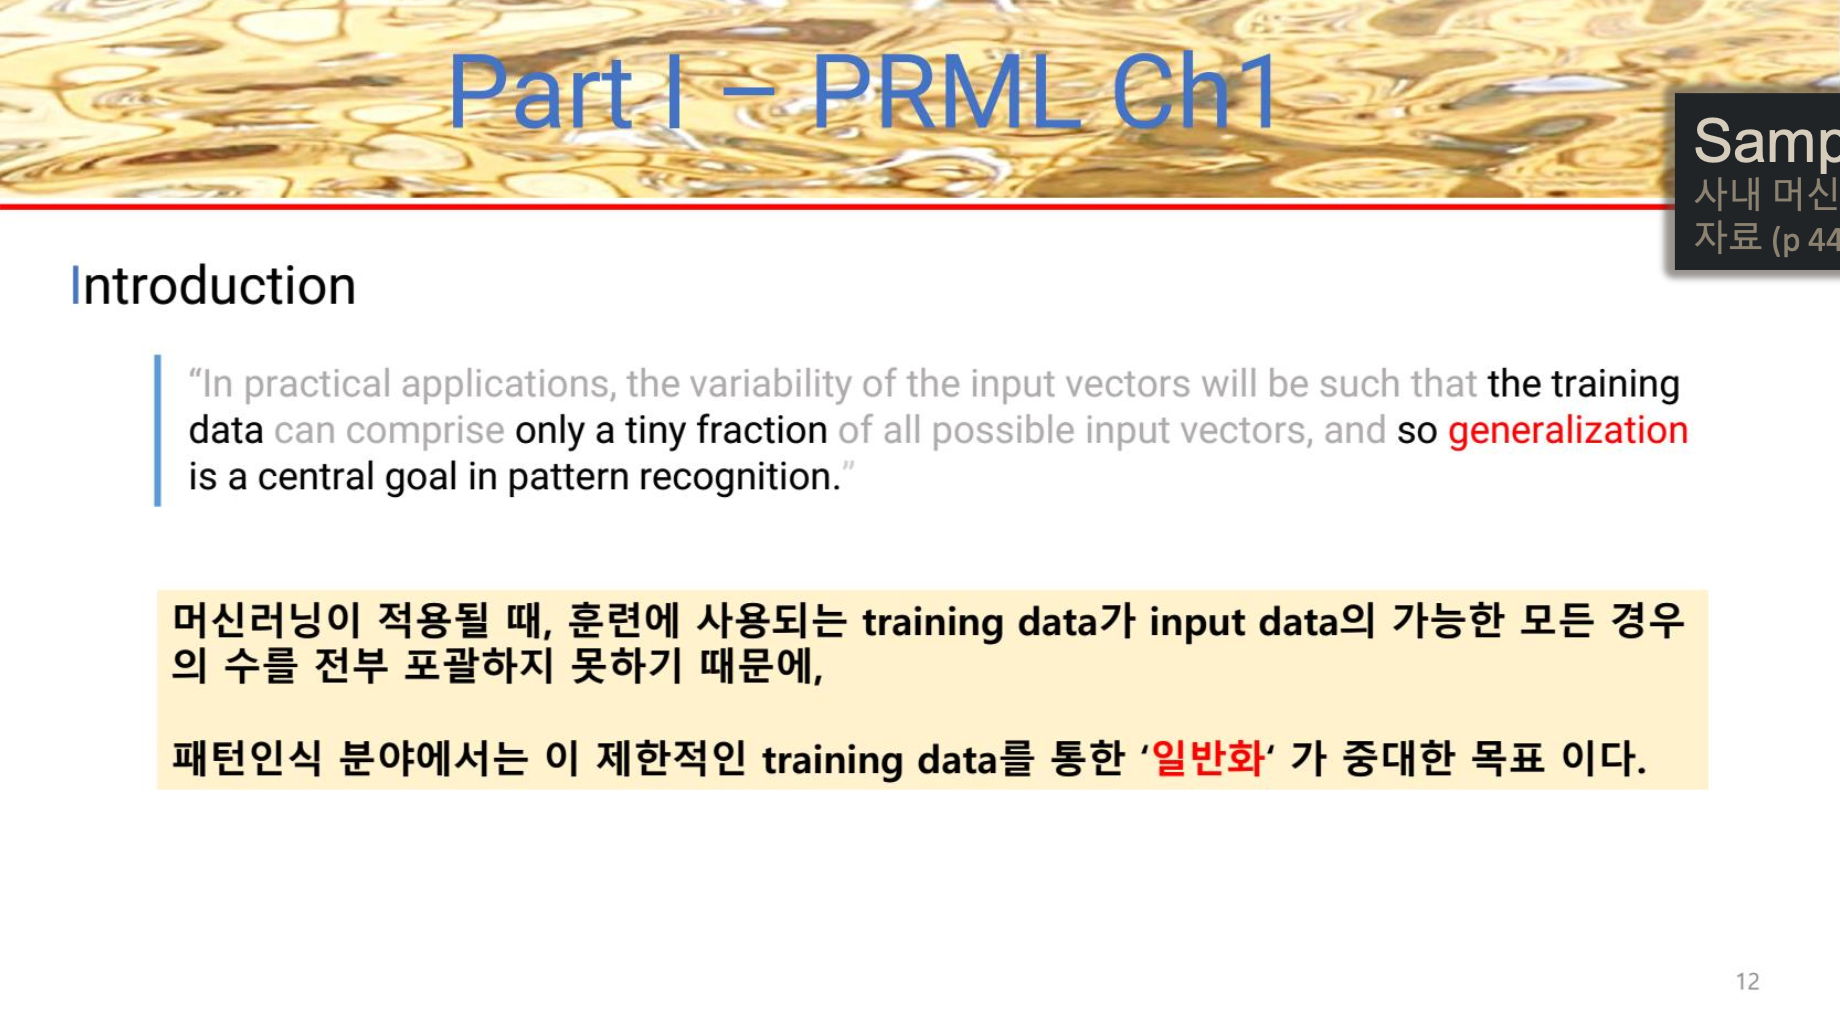 Part I – PRML Ch1
사내
자료 (p 44
Introduction
“In practical applications, the variability of the input vectors will be such that the training
data can comprise only a tiny fraction of all possible input vectors, and so generalization
is a central goal in pattern recognition.”
머신러닝이 적용될 때, 훈련에 사용되는 training data가 input data의 가능한 모든 경우
의 수를 전부 포괄하지 못하기 때문에,
패턴인식 분야에서는 이 제한적인 training data를 통한 ‘일반화‘ 가 중대한 목표 이다.
12